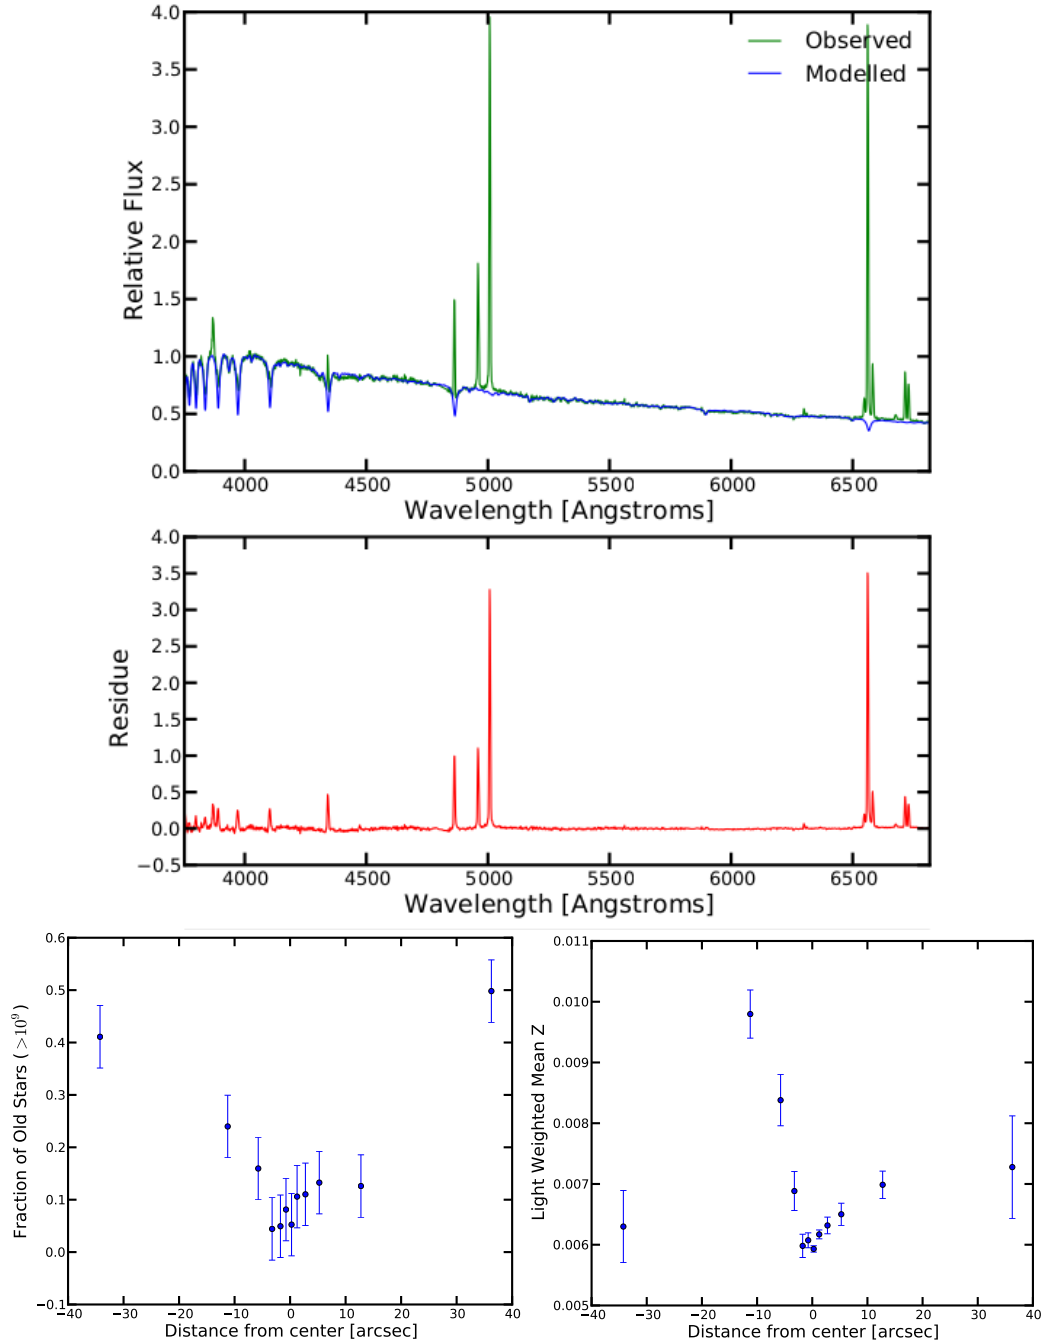 4.0
3.5
3.0
2.5
2.0
1.5
1.0
0.5
0.0
Relative Flux
Observed
Modelled
4000 4500 5000 5500 6000 6500
Wavelength [Angstroms]
4.0
3.5
3.0
2.5
2.0
1.5
1.0
0.5
0.0
−0.5
Residue
4000 4500 5000 5500 6000 6500
Wavelength [Angstroms]
0.6
0.5
0.4
0.3
0.2
0.1
0.0
−0.1
Fraction of Old Stars ( >10⁹)
−40 −30 −20 −10 0 10 20 30 40
Distance from center [arcsec]
0.011
0.010
0.009
0.008
0.007
0.006
0.005
Light Weighted Mean Z
−40 −30 −20 −10 0 10 20 30 40
Distance from center [arcsec]